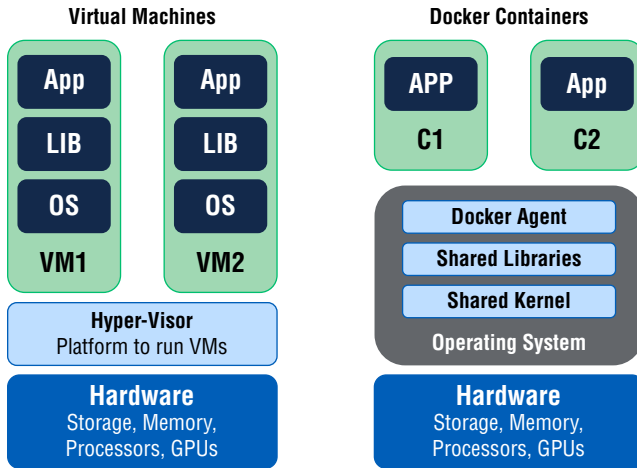 Virtual Machines
App
LIB
OS
VM1
App
LIB
OS
VM2
Hyper-Visor
Platform to run VMs
Hardware
Storage, Memory,
Processors, GPUs
Docker Containers
APP
C1
App
C2
Docker Agent
Shared Libraries
Shared Kernel
Operating System
Hardware
Storage, Memory,
Processors, GPUs